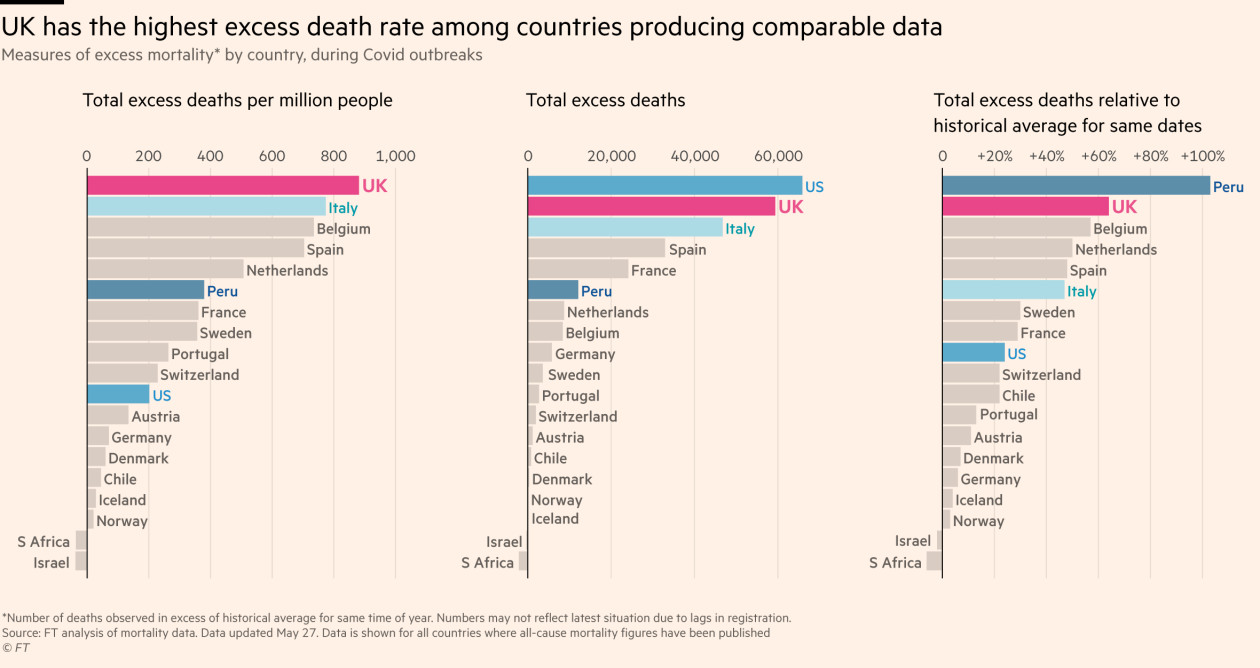 UK has the highest excess death rate among countries producing comparable data
Measures of excess mortality* by country, during Covid outbreaks
Total excess deaths per million people
0 200 400 600 800 1,000
UK
Italy
Belgium
Spain
Netherlands
Peru
France
Sweden
Portugal
Switzerland
US
Austria
Germany
Denmark
Chile
Iceland
Norway
S Africa
Israel
Total excess deaths
0 20,000 40,000 60,000
US
UK
Italy
Spain
France
Peru
Netherlands
Belgium
Germany
Sweden
Portugal
Switzerland
Austria
Chile
Denmark
Norway
Iceland
Israel
S Africa
Total excess deaths relative to
historical average for same dates
0 +20% +40% +60% +80% +100%
Peru
UK
Belgium
Netherlands
Spain
Italy
Sweden
France
US
Switzerland
Chile
Portugal
Austria
Denmark
Germany
Iceland
Norway
Israel
S Africa
*Number of deaths observed in excess of historical average for same time of year. Numbers may not reflect latest situation due to lags in registration.
Source: FT analysis of mortality data. Data updated May 27. Data is shown for all countries where all-cause mortality figures have been published
© FT